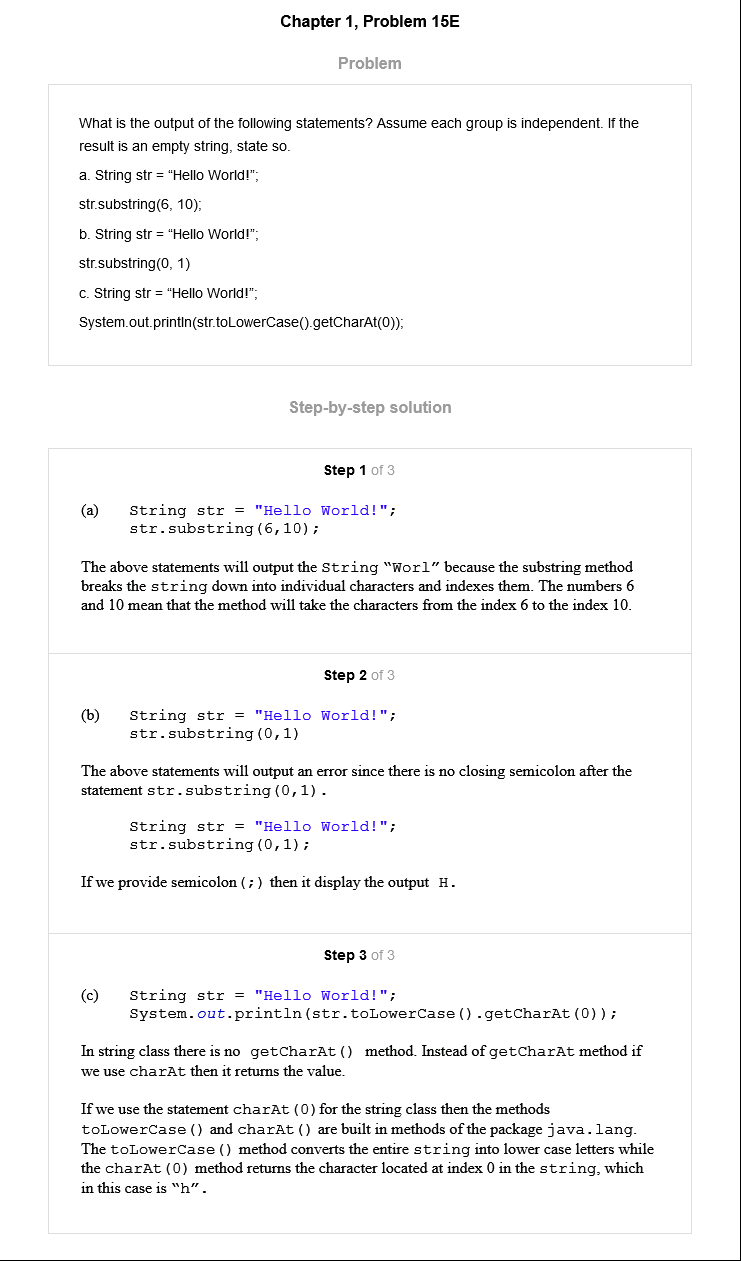 Chapter 1, Problem 15E
Problem
What is the output of the following statements? Assume each group is independent. If the
result is an empty string, state so.
a. String str = “Hello World!”;
str.substring(6, 10);
b. String str = “Hello World!”;
str.substring(0, 1)
c. String str = “Hello World!”;
System.out.println(str.toLowerCase().getCharAt(0));
Step-by-step solution
Step 1 of 3
(a) String str = "Hello World!";
str.substring(6,10);
The above statements will output the String “Worl” because the substring method
breaks the string down into individual characters and indexes them. The numbers 6
and 10 mean that the method will take the characters from the index 6 to the index 10.
Step 2 of 3
(b) String str = "Hello World!";
str.substring(0,1)
The above statements will output an error since there is no closing semicolon after the
statement str.substring(0,1).
String str = "Hello World!";
str.substring(0,1);
If we provide semicolon (;) then it display the output H.
Step 3 of 3
(c) String str = "Hello World!";
System.out.println(str.toLowerCase().getCharAt(0));
In string class there is no getCharAt() method. Instead of getCharAt method if
we use charAt then it returns the value.
If we use the statement charAt(0) for the string class then the methods
toLowerCase() and charAt() are built in methods of the package java.lang.
The toLowerCase() method converts the entire string into lower case letters while
the charAt(0) method returns the character located at index 0 in the string, which
in this case is “h”.